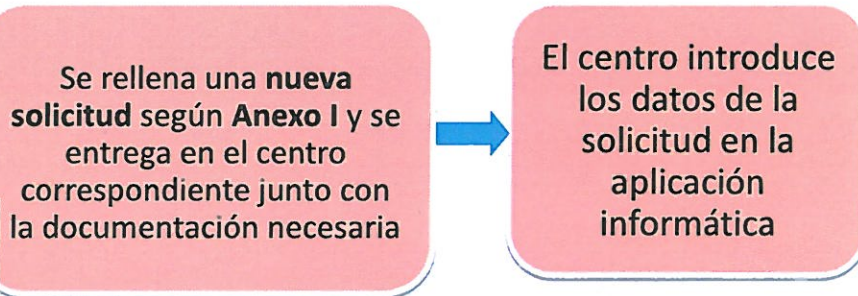 Se rellena una nueva
solicitud según Anexo I y se
entrega en el centro
correspondiente junto con
la documentación necesaria
El centro introduce
los datos de la
solicitud en la
aplicación
informática